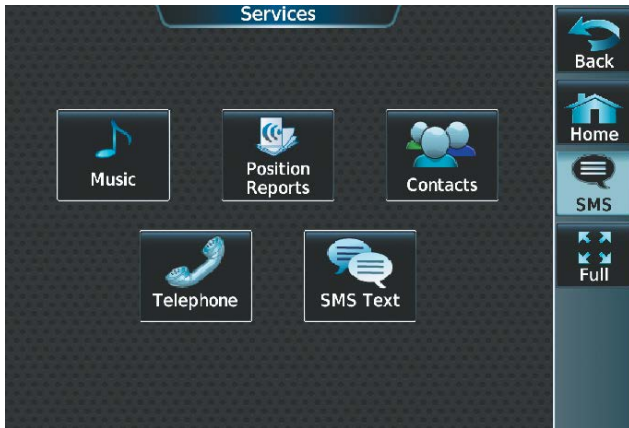 Services
Music
Position
Reports
Contacts
Telephone
SMS Text
Back
Home
SMS
Full